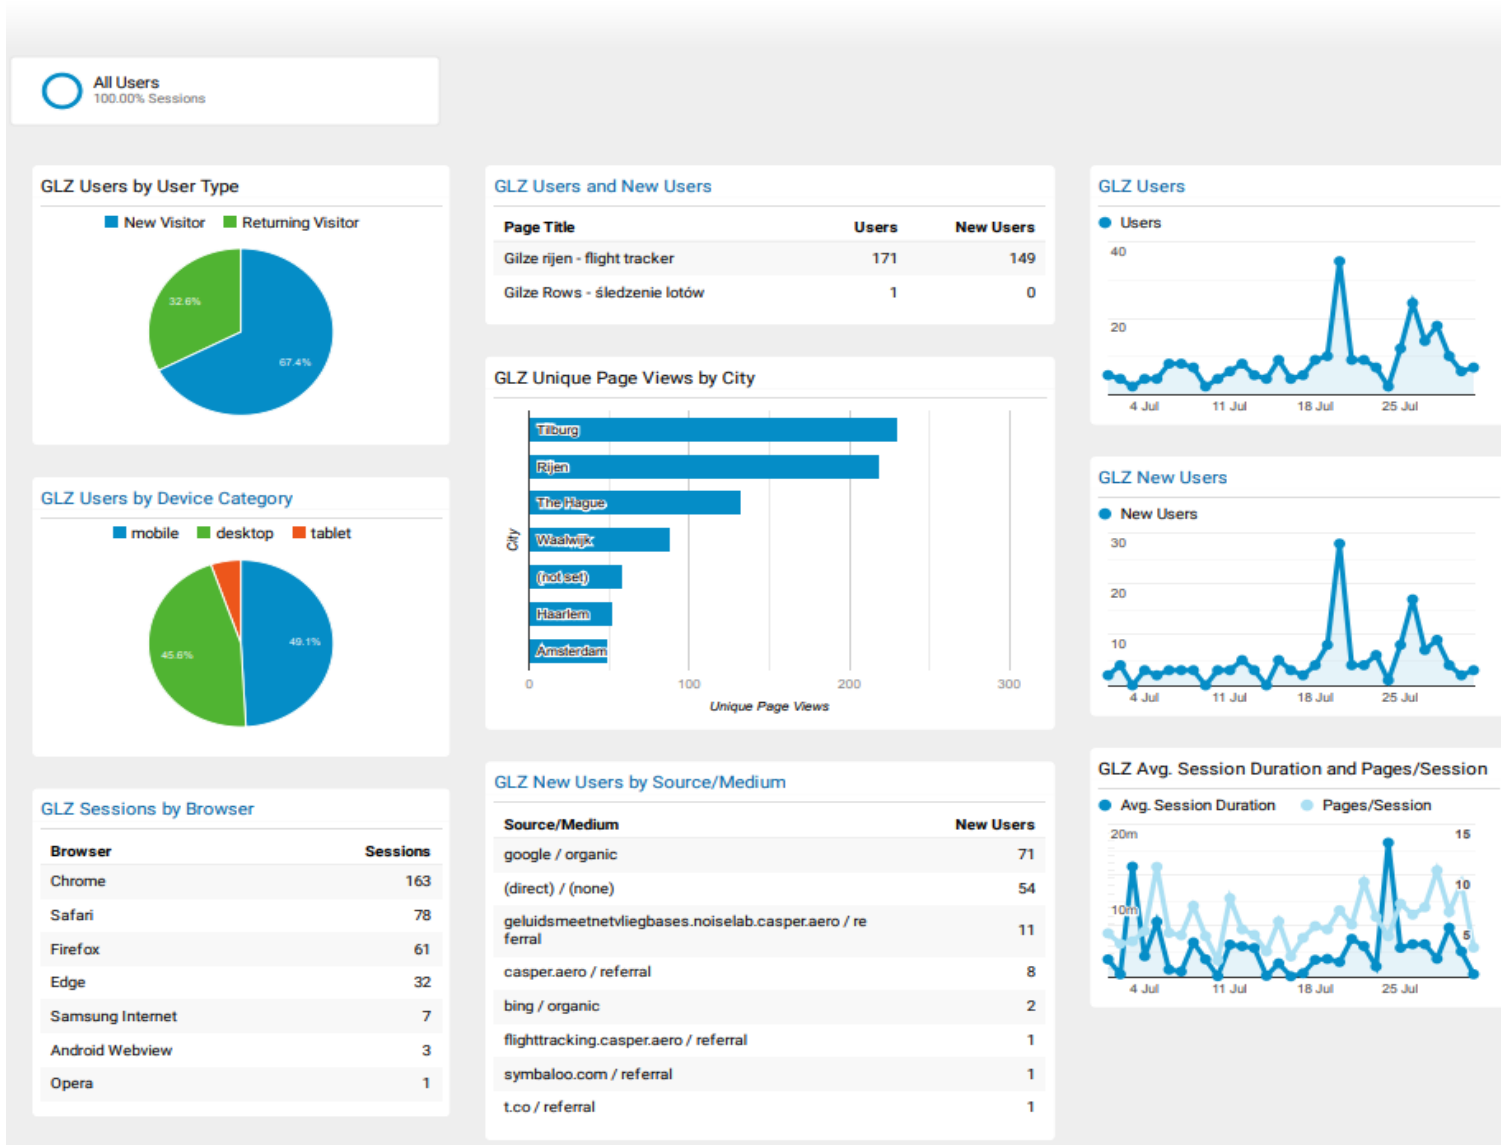 All Users
100.00% Sessions
GLZ Users by User Type
New Visitor Returning Visitor
32.6%
67.4%
GLZ Users by Device Category
mobile desktop tablet
49.1%
45.6%
GLZ Sessions by Browser
Browser Sessions
Chrome 163
Safari 78
Firefox 61
Edge 32
Samsung Internet 7
Android Webview 3
Opera 1
GLZ Users and New Users
Page Title Users New Users
Gilze rijen - flight tracker 171 149
Gilze Rows - śledzenie lotów 1 0
GLZ Unique Page Views by City
City
Tilburg
Rijen
The Hague
Waalwijk
(not set)
Haarlem
Amsterdam
0 100 200 300
Unique Page Views
GLZ New Users by Source/Medium
Source/Medium New Users
google / organic 71
(direct) / (none) 54
geluidsmeetnetvliegbases.noiselab.casper.aero / re
ferral 11
casper.aero / referral 8
bing / organic 2
flighttracking.casper.aero / referral 1
symbaloo.com / referral 1
t.co / referral 1
GLZ Users
Users
40
20
4 Jul 11 Jul 18 Jul 25 Jul
GLZ New Users
New Users
30
20
10
4 Jul 11 Jul 18 Jul 25 Jul
GLZ Avg. Session Duration and Pages/Session
Avg. Session Duration Pages/Session
20m 15
10
10m
5
4 Jul 11 Jul 18 Jul 25 Jul